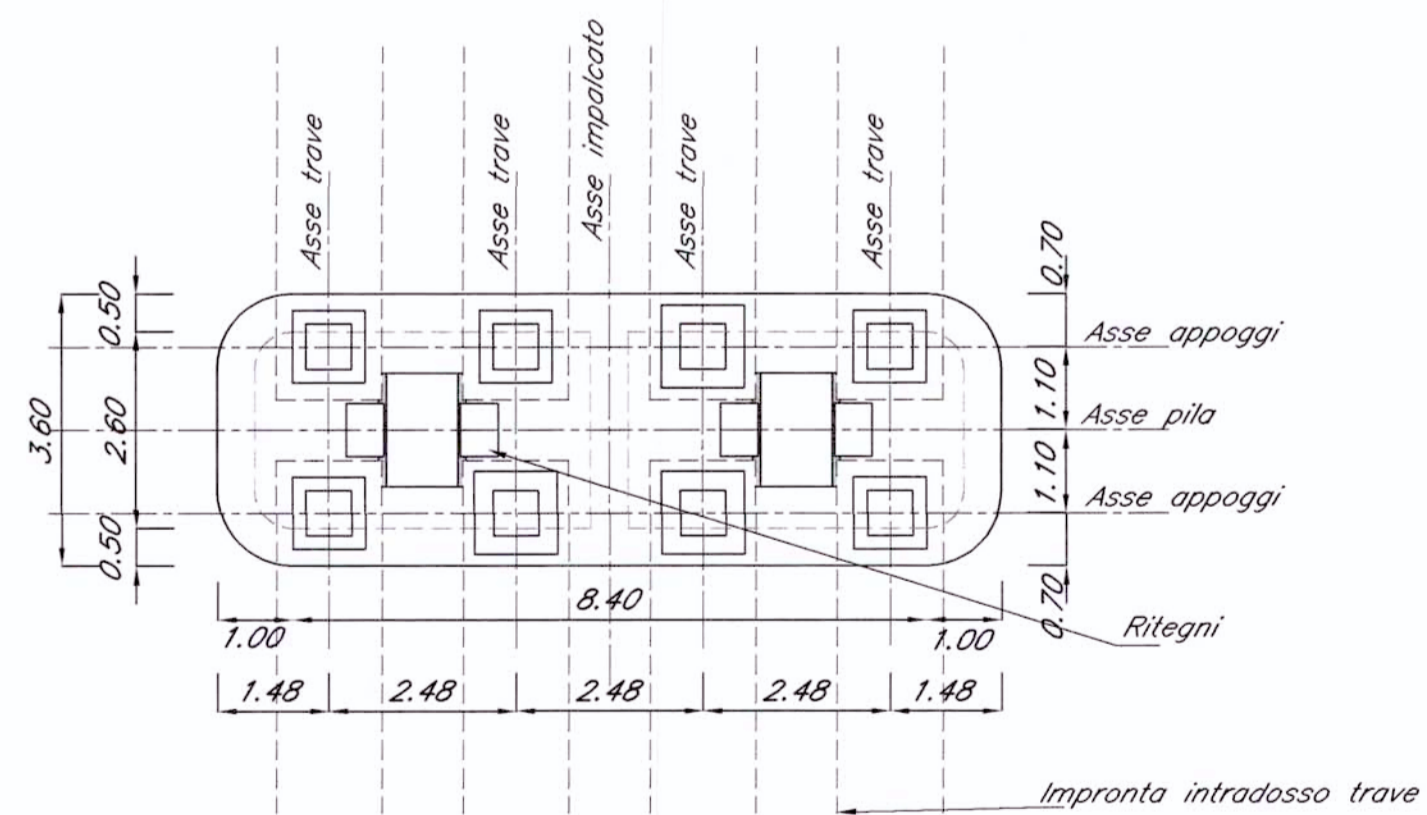 Asse trave
Asse trave
Asse impalcato
Asse trave
Asse trave
0.50
2.60
0.50
3.60
0.70
1.10
1.10
0.70
Asse appoggi
Asse pila
Asse appoggi
Ritegni
8.40
1.00
1.00
1.48
2.48
2.48
2.48
1.48
Impronta intradosso trave